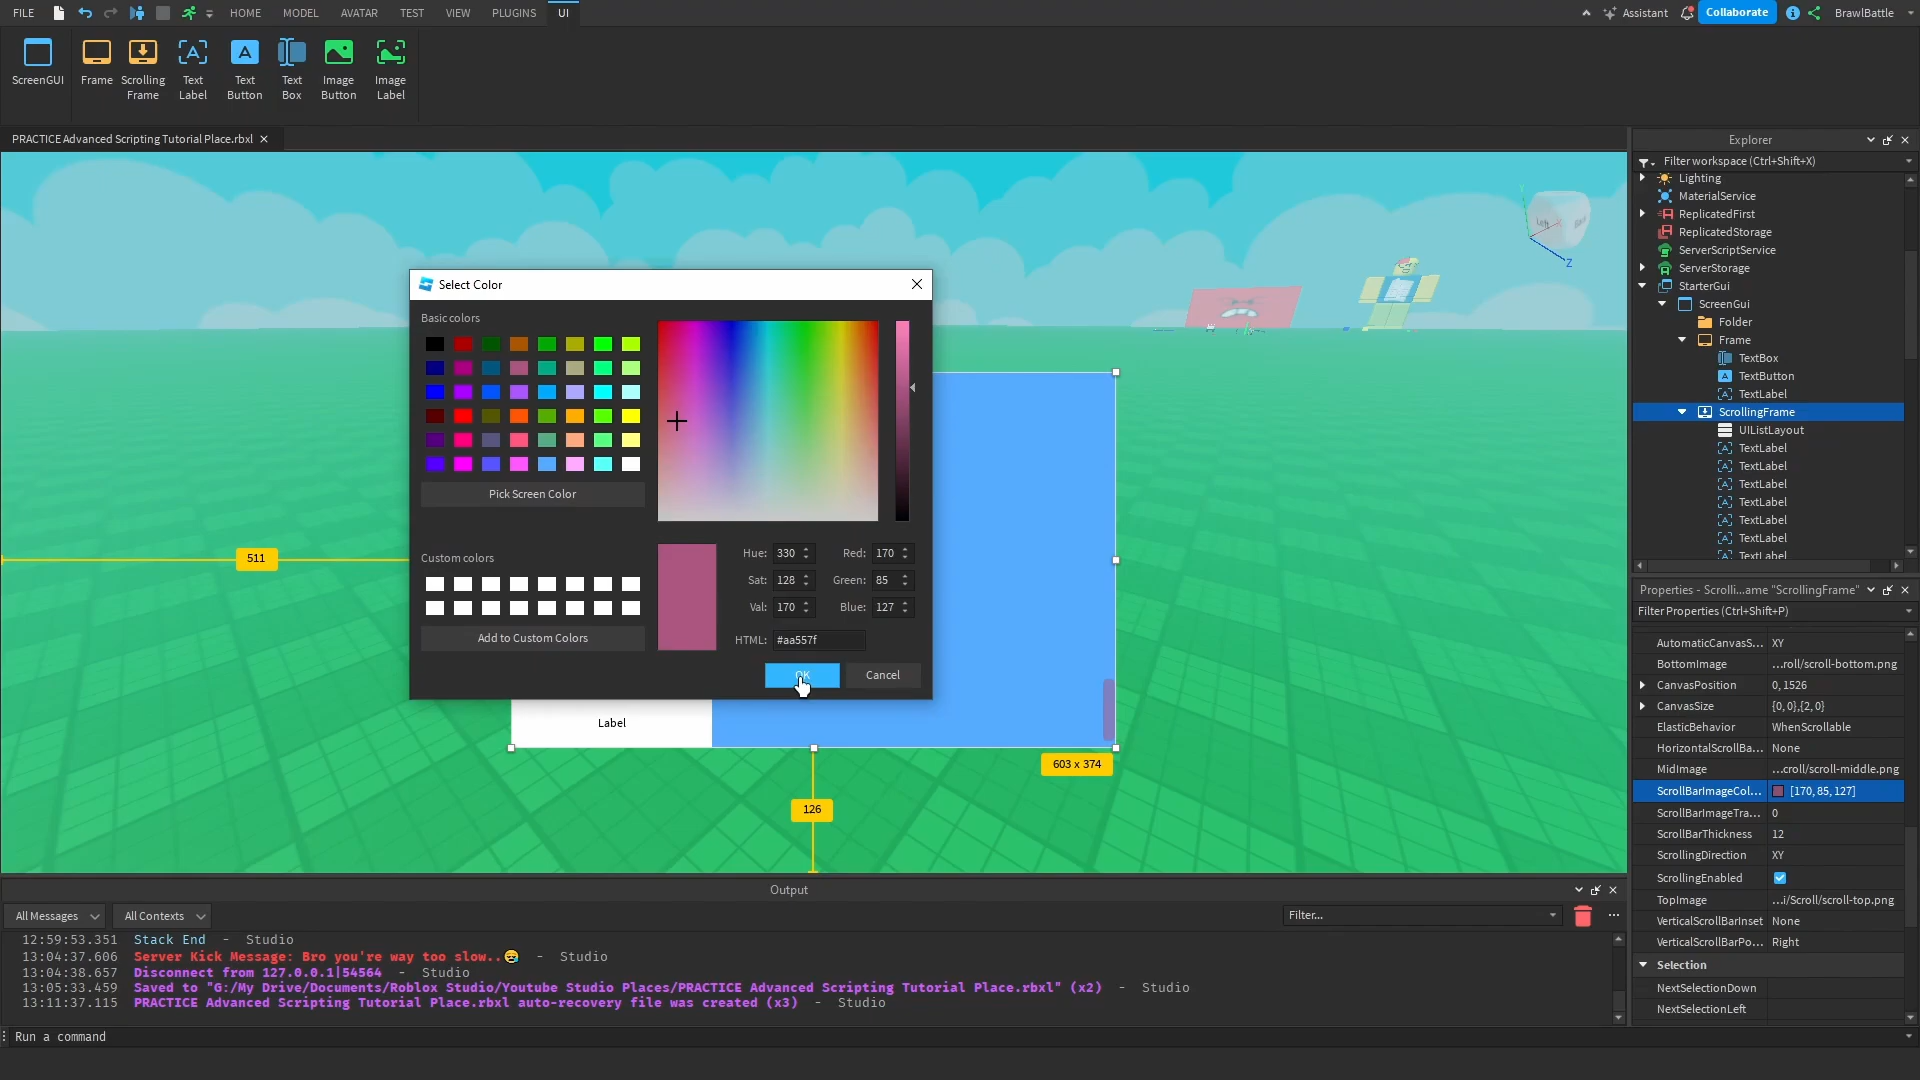 FILE HOME MODEL AVATAR TEST VIEW PLUGINS UI Assistant Collaborate BrawlBattle
ScreenGUI Frame Scrolling Frame Text Label Text Button Text Box Image Button Image Label
PRACTICE Advanced Scripting Tutorial Place.rbxl
Select Color
Basic colors
Pick Screen Color
Custom colors
Add to Custom Colors
Hue: 330 Red: 170
Sat: 128 Green: 85
Val: 170 Blue: 127
HTML: #aa557f
OK Cancel
511
Label
603 x 374
126
Z
Explorer
Filter workspace (Ctrl+Shift+X)
Lighting
MaterialService
ReplicatedFirst
ReplicatedStorage
ServerScriptService
ServerStorage
StarterGui
ScreenGui
Folder
Frame
TextBox
TextButton
TextLabel
ScrollingFrame
UIListLayout
TextLabel
TextLabel
TextLabel
TextLabel
TextLabel
TextLabel
TextLabel
Properties - Scrolli...ame "ScrollingFrame"
Filter Properties (Ctrl+Shift+P)
AutomaticCanvasS... XY
BottomImage ...roll/scroll-bottom.png
CanvasPosition 0, 1526
CanvasSize {0, 0},{2, 0}
ElasticBehavior WhenScrollable
HorizontalScrollBa... None
MidImage ...croll/scroll-middle.png
ScrollBarImageCol... [170, 85, 127]
ScrollBarImageTra... 0
ScrollBarThickness 12
ScrollingDirection XY
ScrollingEnabled
TopImage ...i/Scroll/scroll-top.png
VerticalScrollBarInset None
VerticalScrollBarPo... Right
Selection
NextSelectionDown
NextSelectionLeft
Output
All Messages All Contexts Filter...
12:59:53.351 Stack End - Studio
13:04:37.606 Server Kick Message: Bro you're way too slow..😪 - Studio
13:04:38.657 Disconnect from 127.0.0.1|54564 - Studio
13:05:33.459 Saved to "G:/My Drive/Documents/Roblox Studio/Youtube Studio Places/PRACTICE Advanced Scripting Tutorial Place.rbxl" (x2) - Studio
13:11:37.115 PRACTICE Advanced Scripting Tutorial Place.rbxl auto-recovery file was created (x3) - Studio
Run a command